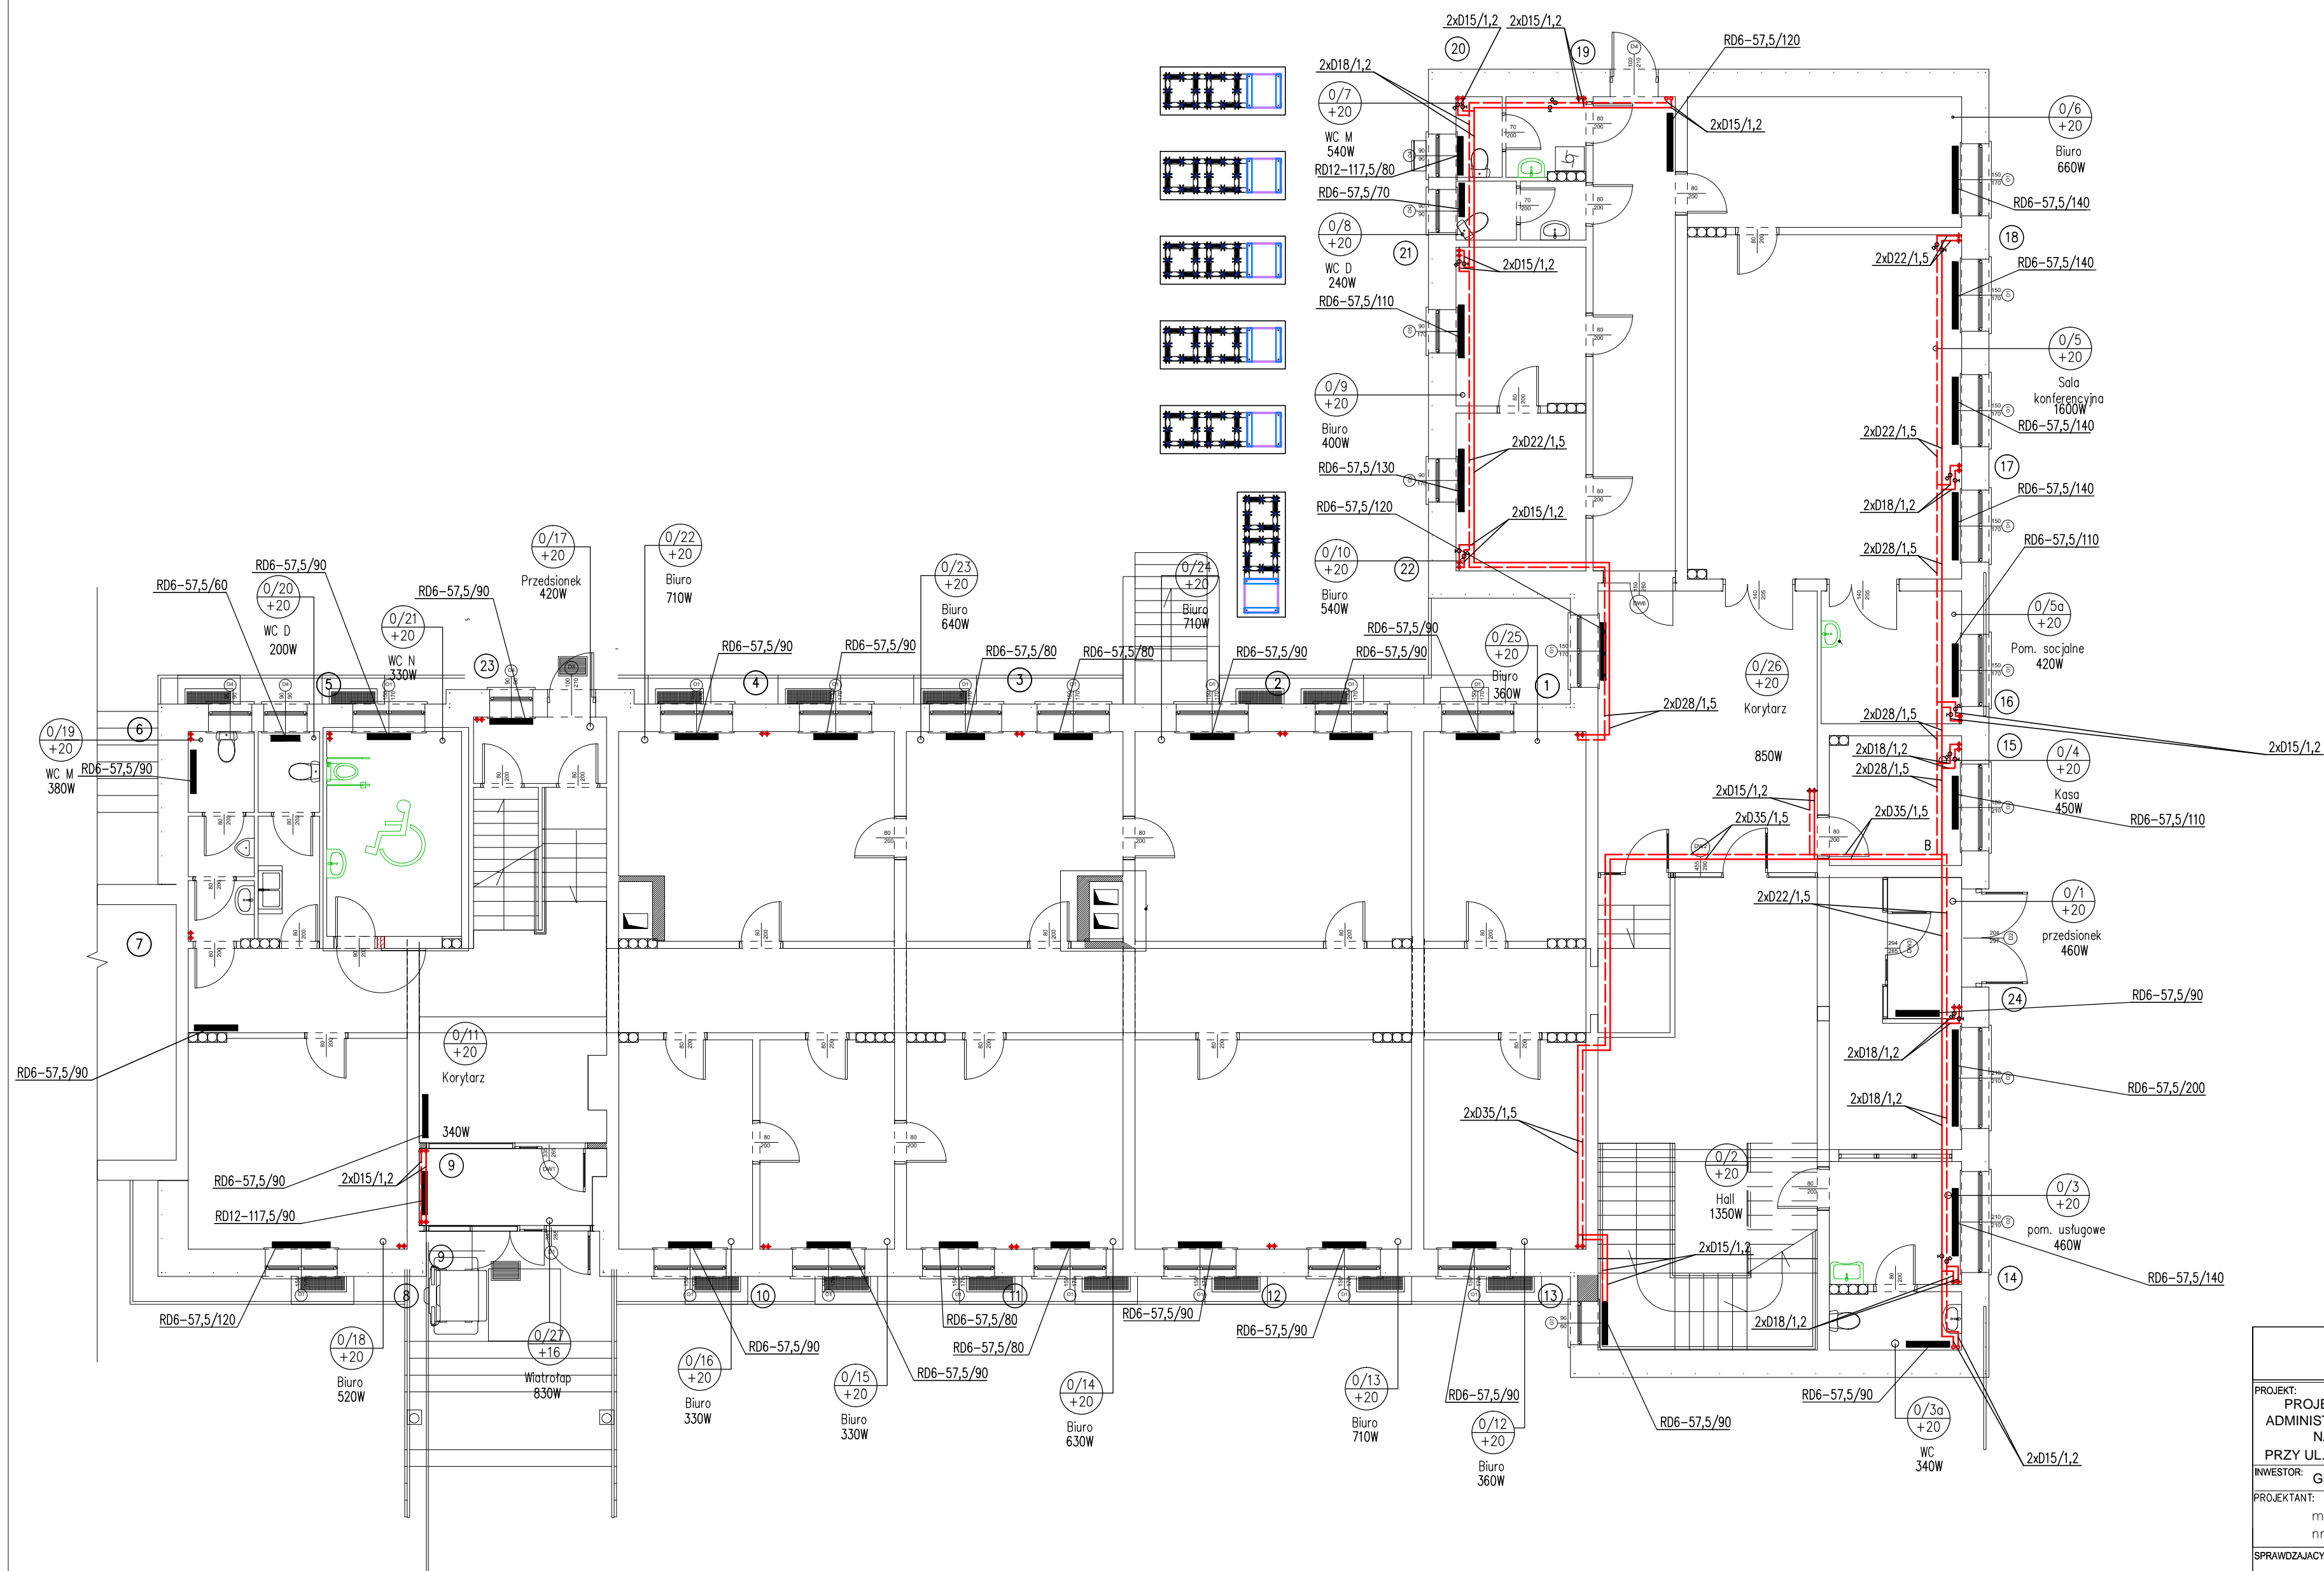 2xD15/1,2
2xD15/1,2
20
19
RD6-57,5/120
2xD18/1,2
0/7
+20
WC M
540W
RD12-117,5/80
RD6-57,5/70
0/8
+20
WC D
240W
21
2xD15/1,2
2xD15/1,2
0/6
+20
Biuro
660W
RD6-57,5/140
18
2xD22/1,5
RD6-57,5/140
RD6-57,5/110
0/5
+20
Sala
konferencyjna
1600W
RD6-57,5/140
0/9
+20
Biuro
400W
2xD22/1,5
2xD22/1,5
17
RD6-57,5/130
RD6-57,5/140
2xD18/1,2
RD6-57,5/120
2xD15/1,2
0/10
+20
Biuro
540W
22
2xD28/1,5
RD6-57,5/110
0/5a
+20
Pom. socjalne
420W
16
0/17
+20
Przedsionek
420W
0/22
+20
Biuro
710W
0/23
+20
Biuro
640W
0/24
+20
Biuro
710W
RD6-57,5/90
0/25
+20
Biuro
360W
1
RD6-57,5/60
RD6-57,5/90
0/20
+20
WC D
200W
0/21
+20
WC N
330W
RD6-57,5/90
23
5
RD6-57,5/90
4
RD6-57,5/90
RD6-57,5/80
3
RD6-57,5/80
RD6-57,5/90
2
RD6-57,5/90
2xD28/1,5
0/26
+20
Korytarz
850W
2xD28/1,5
15
2xD15/1,2
6
0/19
+20
WC M
380W
RD6-57,5/90
2xD18/1,2
2xD28/1,5
0/4
+20
Kasa
450W
2xD15/1,2
2xD35/1,5
2xD35/1,5
RD6-57,5/110
B
7
2xD22/1,5
0/1
+20
przedsionek
460W
24
RD6-57,5/90
RD6-57,5/90
0/11
+20
Korytarz
340W
2xD18/1,2
2xD18/1,2
RD6-57,5/200
2xD35/1,5
RD6-57,5/90
2xD15/1,2
9
RD12-117,5/90
0/2
+20
Hall
1350W
0/3
+20
pom. usługowe
460W
2xD15/1,2
14
RD6-57,5/140
9
8
RD6-57,5/120
10
11
12
13
0/18
+20
Biuro
520W
0/27
+16
Wiatrołap
830W
RD6-57,5/90
0/16
+20
Biuro
330W
0/15
+20
Biuro
330W
RD6-57,5/90
RD6-57,5/80
RD6-57,5/80
0/14
+20
Biuro
630W
RD6-57,5/90
RD6-57,5/90
0/13
+20
Biuro
710W
RD6-57,5/90
0/12
+20
Biuro
360W
RD6-57,5/90
2xD18/1,2
RD6-57,5/90
0/3a
+20
WC
340W
2xD15/1,2
PROJEKT:
PROJE
ADMINIST
PRZY UL.
INWESTOR:
G
PROJEKTANT:
m
nr
SPRAWDZAJĄCY